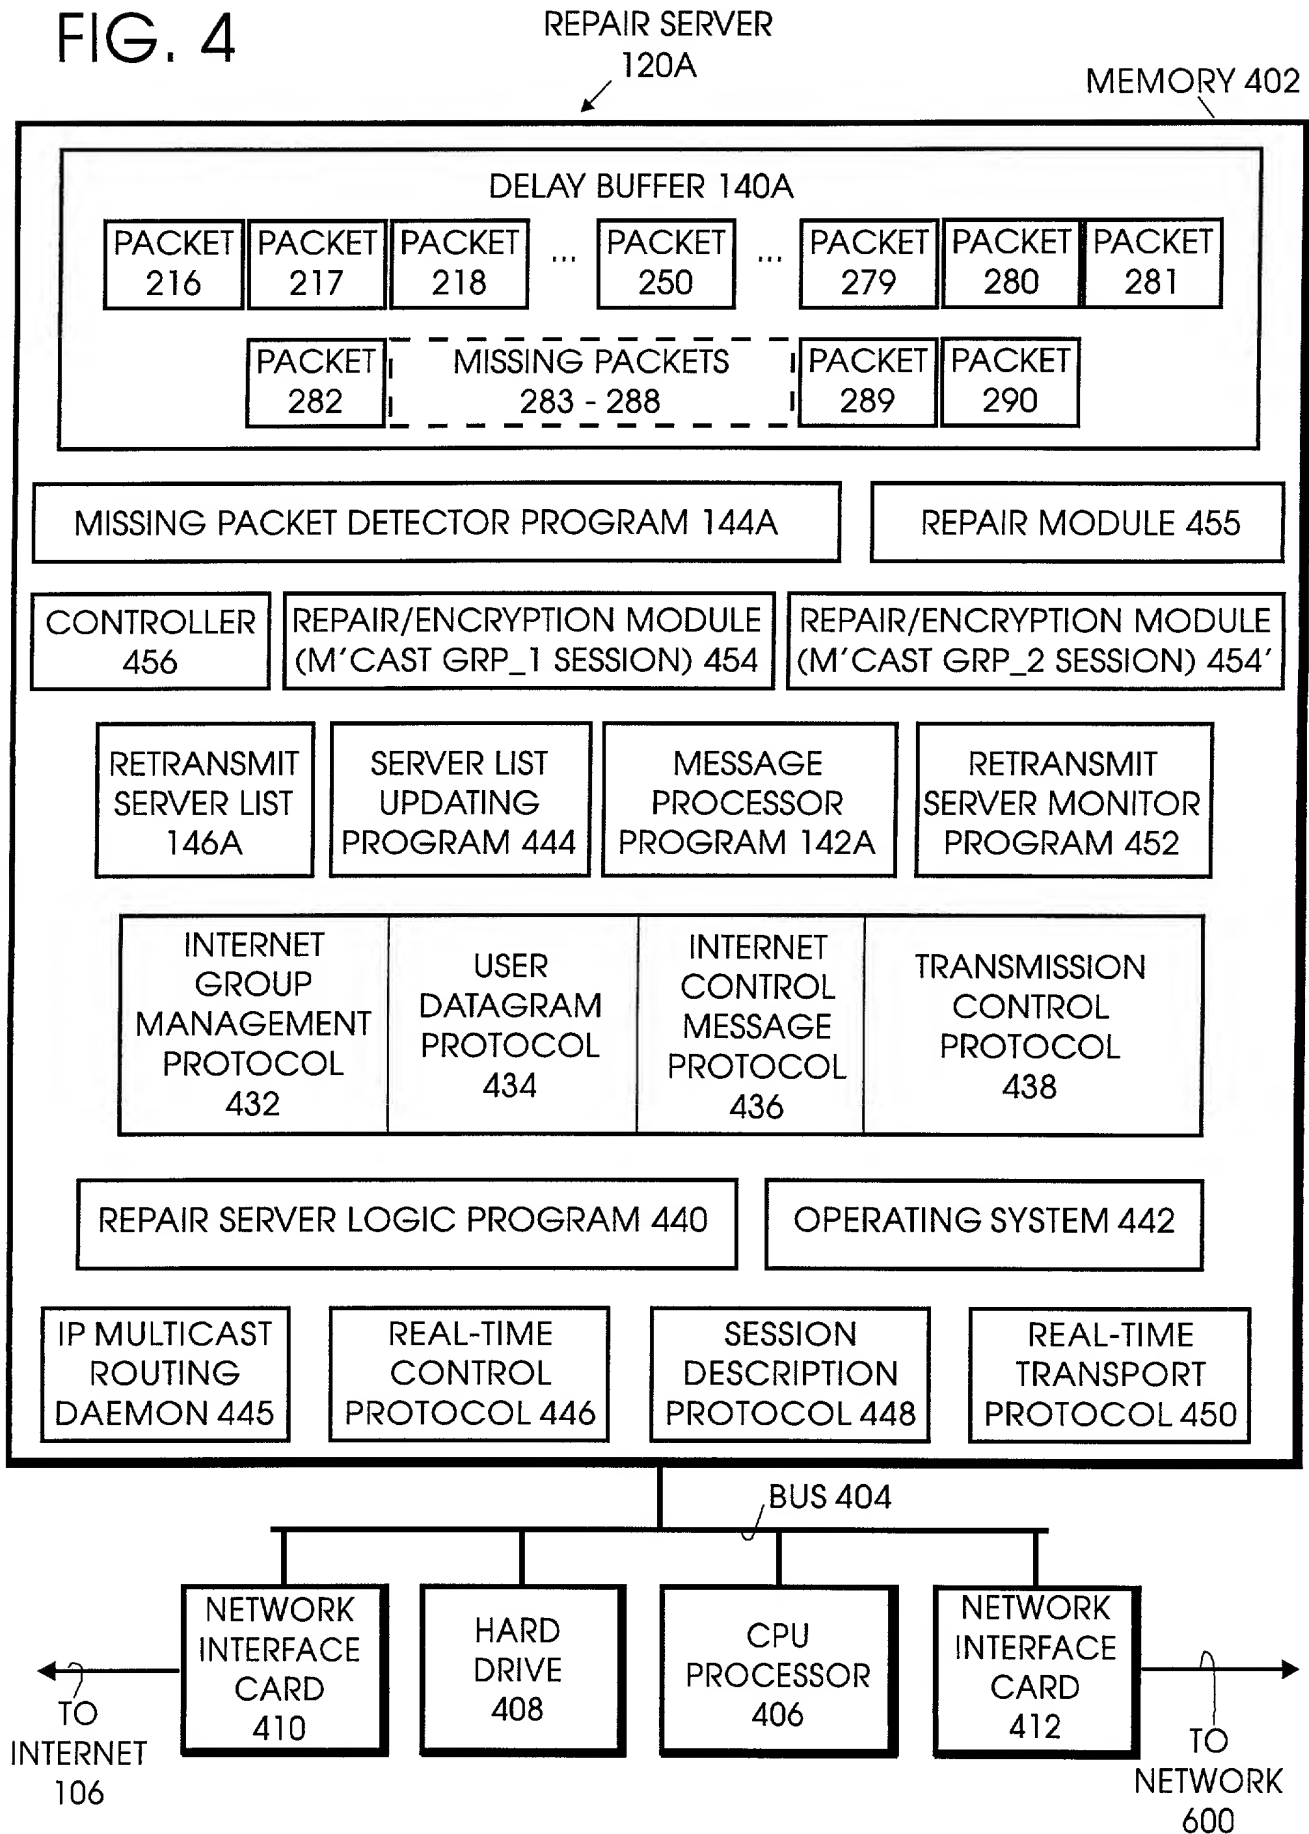 FIG. 4
REPAIR SERVER
120A
MEMORY 402
DELAY BUFFER 140A
PACKET
216
PACKET
217
PACKET
218
...
PACKET
250
...
PACKET
279
PACKET
280
PACKET
281
PACKET
282
MISSING PACKETS
283 - 288
PACKET
289
PACKET
290
MISSING PACKET DETECTOR PROGRAM 144A
REPAIR MODULE 455
CONTROLLER
456
REPAIR/ENCRYPTION MODULE
(M'CAST GRP_1 SESSION) 454
REPAIR/ENCRYPTION MODULE
(M'CAST GRP_2 SESSION) 454'
RETRANSMIT
SERVER LIST
146A
SERVER LIST
UPDATING
PROGRAM 444
MESSAGE
PROCESSOR
PROGRAM 142A
RETRANSMIT
SERVER MONITOR
PROGRAM 452
INTERNET
GROUP
MANAGEMENT
PROTOCOL
432
USER
DATAGRAM
PROTOCOL
434
INTERNET
CONTROL
MESSAGE
PROTOCOL
436
TRANSMISSION
CONTROL
PROTOCOL
438
REPAIR SERVER LOGIC PROGRAM 440
OPERATING SYSTEM 442
IP MULTICAST
ROUTING
DAEMON 445
REAL-TIME
CONTROL
PROTOCOL 446
SESSION
DESCRIPTION
PROTOCOL 448
REAL-TIME
TRANSPORT
PROTOCOL 450
BUS 404
NETWORK
INTERFACE
CARD
410
HARD
DRIVE
408
CPU
PROCESSOR
406
NETWORK
INTERFACE
CARD
412
TO
INTERNET
106
TO
NETWORK
600